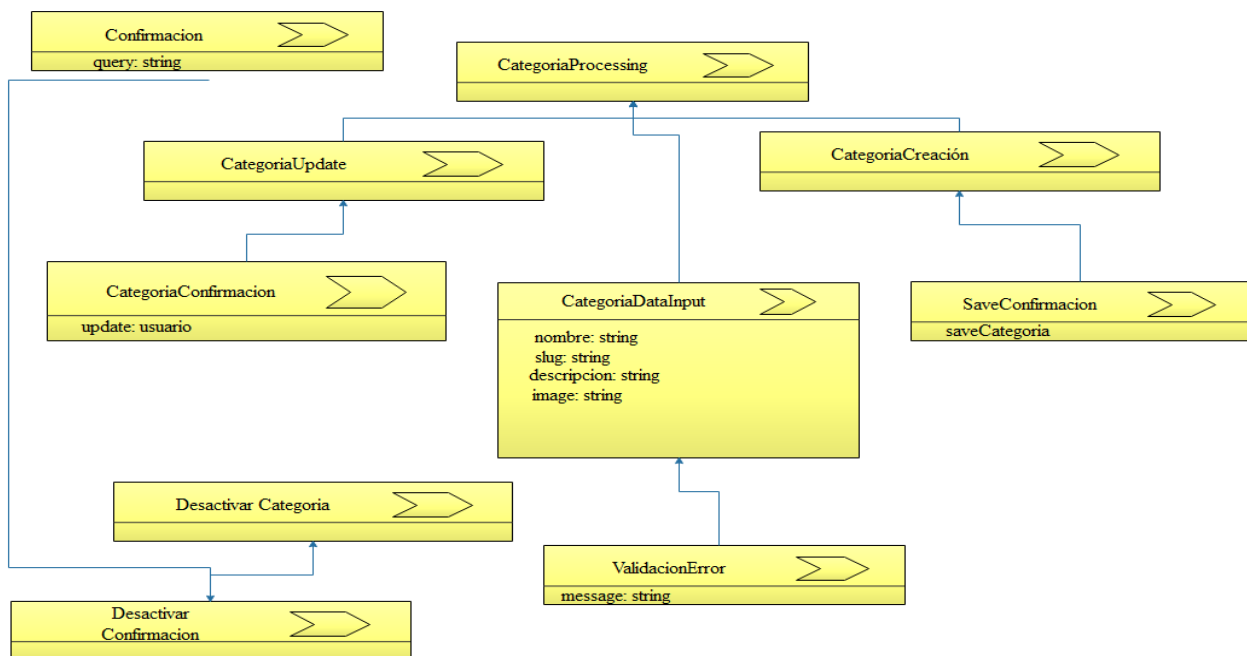 Confirmacion
query: string
CategoriaProcessing
CategoriaUpdate
CategoriaCreación
CategoriaConfirmacion
update: usuario
CategoriaDataInput
nombre: string
slug: string
descripcion: string
image: string
SaveConfirmacion
saveCategoria
Desactivar Categoria
ValidacionError
message: string
Desactivar
Confirmacion